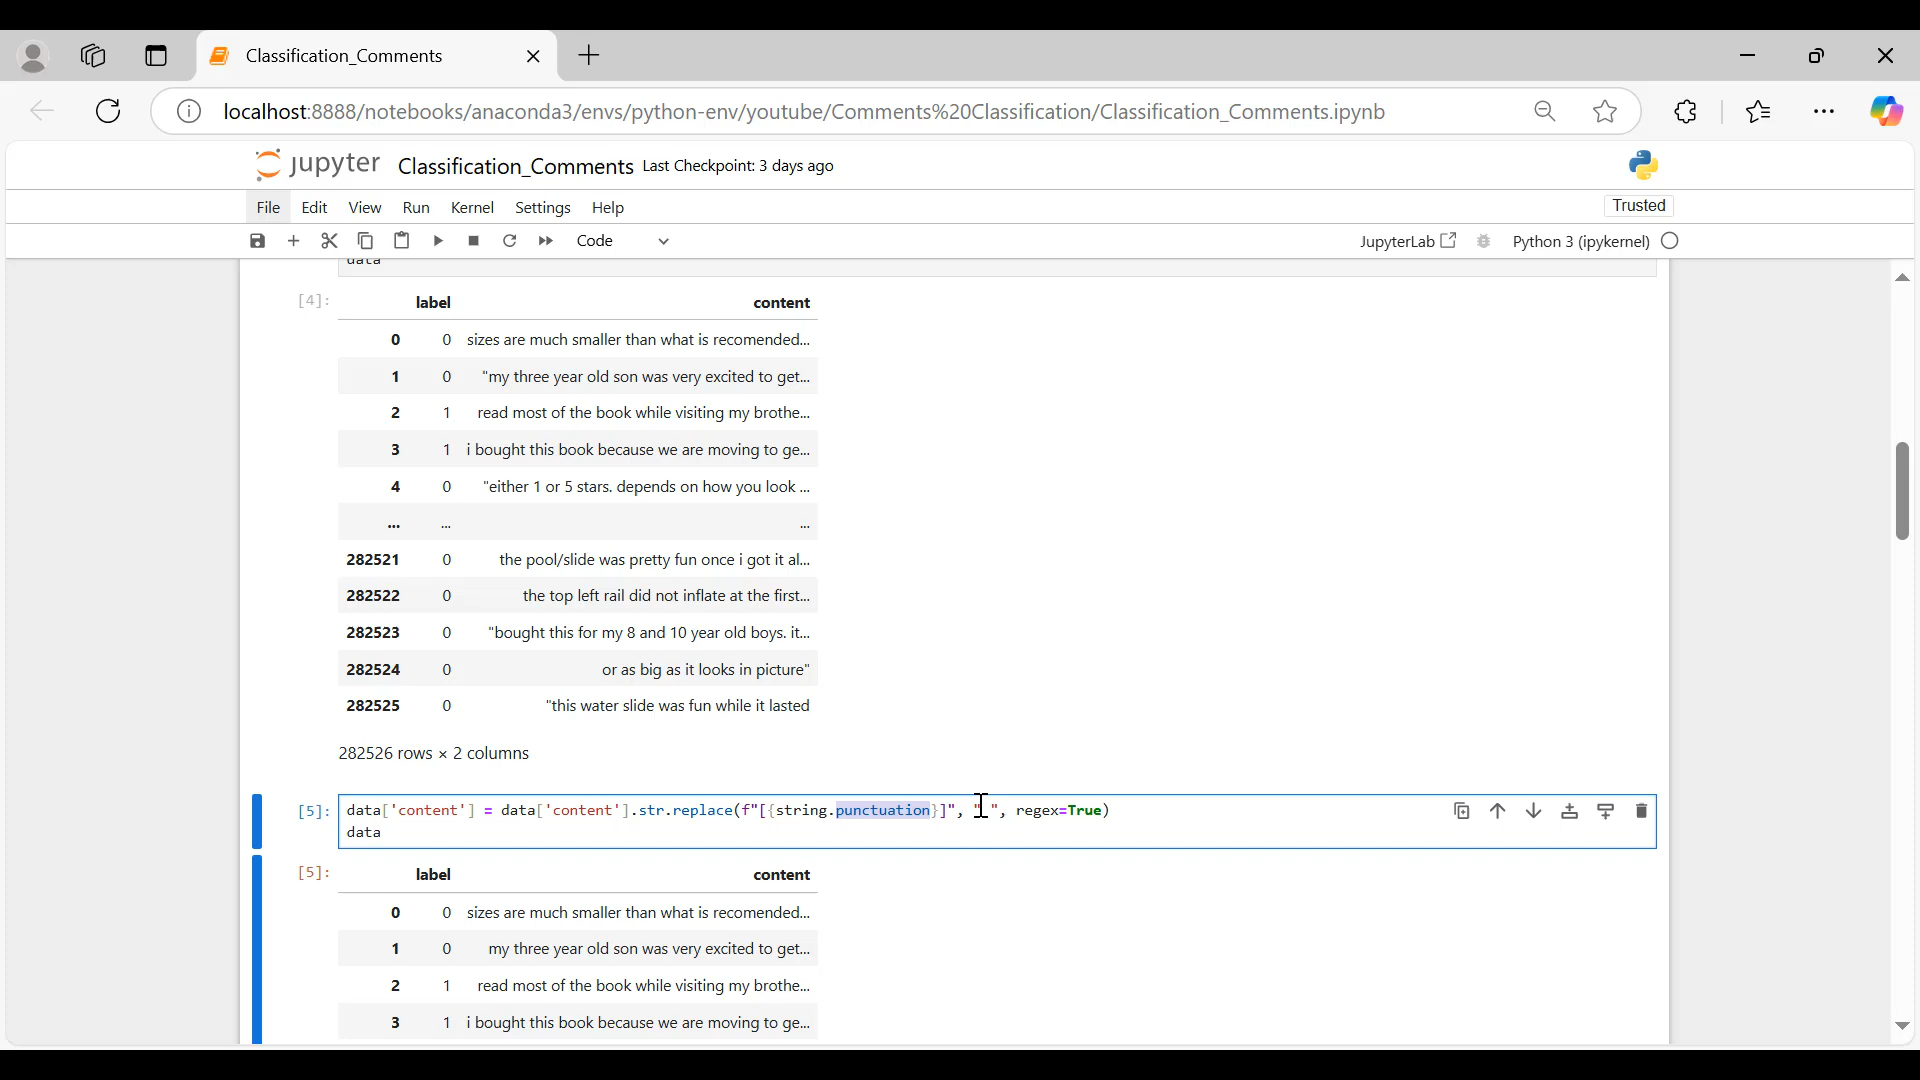 Classification_Comments
localhost:8888/notebooks/anaconda3/envs/python-env/youtube/Comments%20Classification/Classification_Comments.ipynb
jupyter Classification_Comments Last Checkpoint: 3 days ago
File Edit View Run Kernel Settings Help Trusted
Code JupyterLab Python 3 (ipykernel)
data
[4]: label content
0 0 sizes are much smaller than what is recomended...
1 0 "my three year old son was very excited to get...
2 1 read most of the book while visiting my brothe...
3 1 i bought this book because we are moving to ge...
4 0 "either 1 or 5 stars. depends on how you look ...
... ... ...
282521 0 the pool/slide was pretty fun once i got it al...
282522 0 the top left rail did not inflate at the first...
282523 0 "bought this for my 8 and 10 year old boys. it...
282524 0 or as big as it looks in picture"
282525 0 "this water slide was fun while it lasted
282526 rows × 2 columns
[5]: data['content'] = data['content'].str.replace(f"[{string.punctuation}]", " ", regex=True)
data
[5]: label content
0 0 sizes are much smaller than what is recomended...
1 0 my three year old son was very excited to get...
2 1 read most of the book while visiting my brothe...
3 1 i bought this book because we are moving to ge...